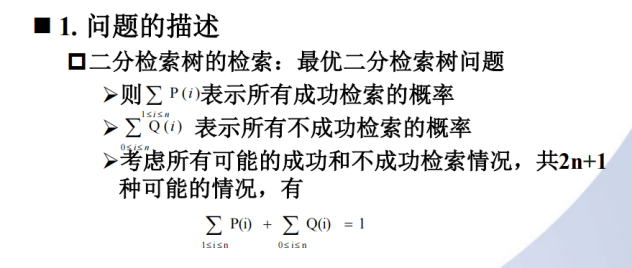 ■ 1. 问题的描述
二分检索树的检索：最优二分检索树问题
➢则∑ P(i)表示所有成功检索的概率
1≤i≤n
➢∑ Q(i) 表示所有不成功检索的概率
0≤i≤n
➢考虑所有可能的成功和不成功检索情况，共2n+1
种可能的情况，有
∑ P(i) + ∑ Q(i) = 1
1≤i≤n 0≤i≤n